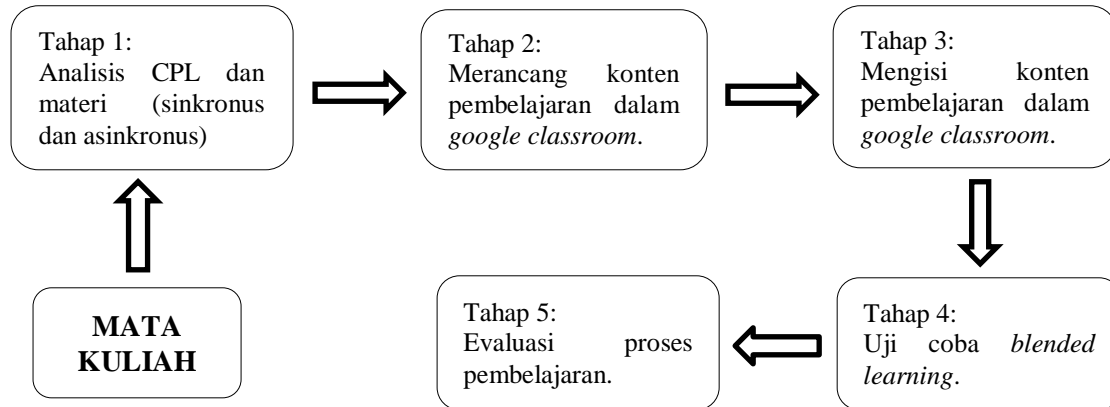 Tahap 1:
Analisis CPL dan
materi (sinkronus
dan asinkronus)
Tahap 2:
Merancang konten
pembelajaran dalam
google classroom.
Tahap 3:
Mengisi konten
pembelajaran dalam
google classroom.
Tahap 4:
Uji coba blended
learning.
Tahap 5:
Evaluasi proses
pembelajaran.
MATA
KULIAH